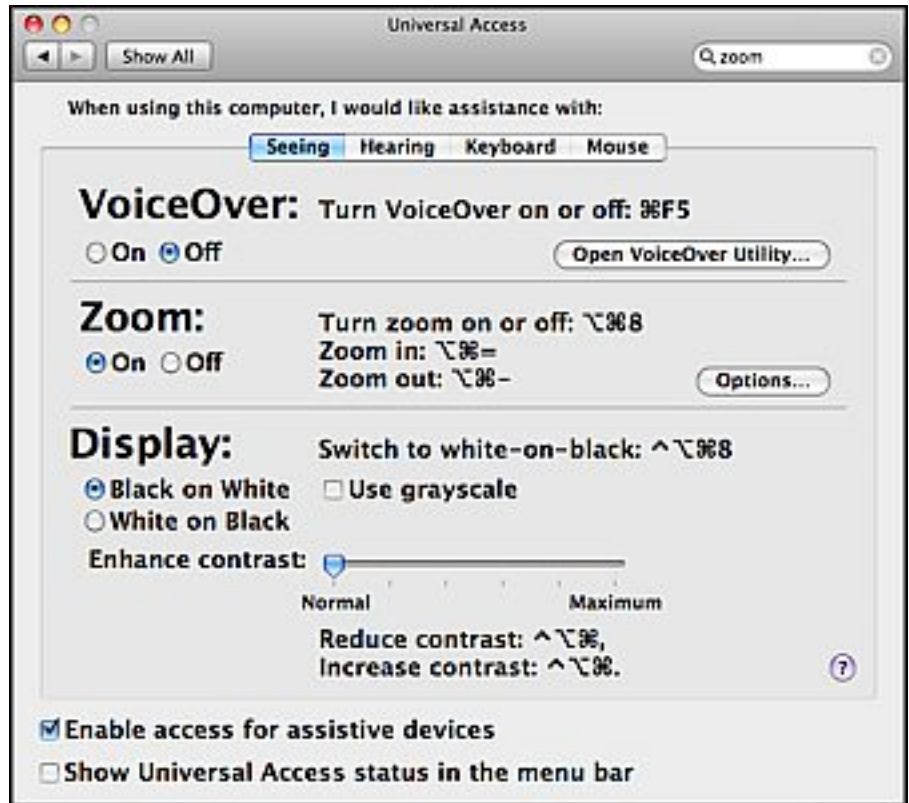 Universal Access
Show All
zoom
When using this computer, I would like assistance with:
Seeing Hearing Keyboard Mouse
VoiceOver: Turn VoiceOver on or off: ⌘F5
On Off Open VoiceOver Utility...
Zoom: Turn zoom on or off: ⌥⌘8
On Off Zoom in: ⌥⌘=
Zoom out: ⌥⌘- Options...
Display: Switch to white-on-black: ^⌥⌘8
Black on White Use grayscale
White on Black
Enhance contrast:
Normal Maximum
Reduce contrast: ^⌥⌘,
Increase contrast: ^⌥⌘.
?
Enable access for assistive devices
Show Universal Access status in the menu bar